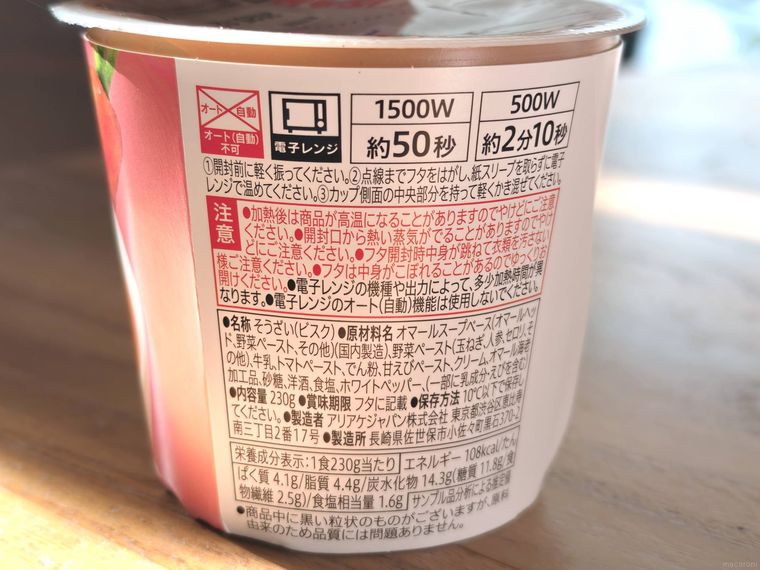 オート 自動
オート(自動)
不可
電子レンジ
1500W
約50秒
500W
約2分10秒
①開封前に軽く振ってください。②点線までフタをはがし、紙スリーブを取らずに電子
レンジで温めてください。③カップ側面の中央部分を持って軽くかき混ぜてください。
注意
●加熱後は商品が高温になることがありますのでやけどにご注意
ください。●開封口から熱い蒸気がでることがありますのでやけ
どにご注意ください。●フタ開封時中身が跳ねて衣類を汚さない
様ご注意ください。●フタは中身がこぼれることがあるのでゆっくりお
開けください。●電子レンジの機種や出力によって、多少加熱時間が異
なります。●電子レンジのオート(自動)機能は使用しないでください。
●名称 そうざい(ビスク) ●原材料名 オマールスープベース(オマールヘッ
ド、野菜ペースト、その他)(国内製造)、野菜ペースト(玉ねぎ、人参、セロリ、そ
の他)、牛乳、トマトペースト、でん粉、甘えびペースト、クリーム、オマール海老
加工品、砂糖、洋酒、食塩、ホワイトペッパー、(一部に乳成分・えびを含む)
●内容量 230g ●賞味期限 フタに記載 ●保存方法 10℃以下で保存し
てください。●製造者 アリアケジャパン株式会社 東京都渋谷区恵比寿
南三丁目2番17号 ●製造所 長崎県佐世保市小佐々町黒石370-2
栄養成分表示:1食230g当たり エネルギー 108kcal/たん
ぱく質 4.1g/脂質 4.4g/炭水化物 14.3g(糖質 11.8g/食
物繊維 2.5g)/食塩相当量 1.6g サンプル品分析による推定値
●商品中に黒い粒状のものがございますが、原料
由来のため品質には問題ありません。
macaroni